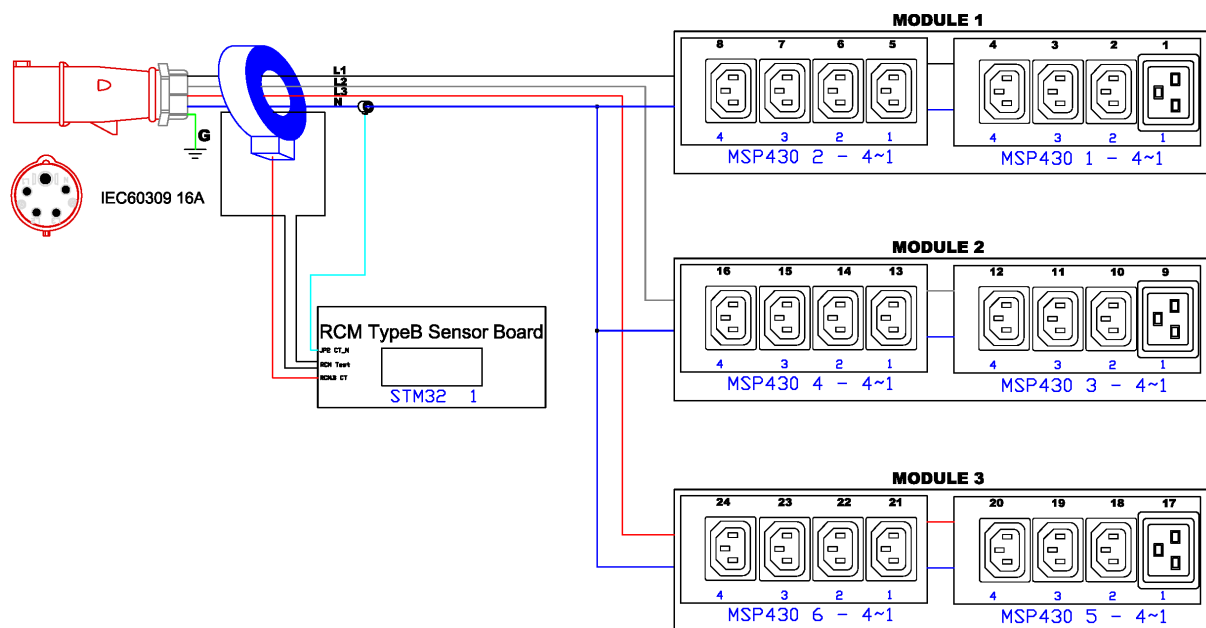 MODULE 1
8 7 6 5 4 3 2 1
4 3 2 1 4 3 2 1
MSP430 2 - 4~1 MSP430 1 - 4~1
L1
L2
L3
N
G
IEC60309 16A
MODULE 2
16 15 14 13 12 11 10 9
4 3 2 1 4 3 2 1
MSP430 4 - 4~1 MSP430 3 - 4~1
RCM TypeB Sensor Board
JP2 CT_N
RCM Test
RCMB CT
STM32 1
MODULE 3
24 23 22 21 20 19 18 17
4 3 2 1 4 3 2 1
MSP430 6 - 4~1 MSP430 5 - 4~1